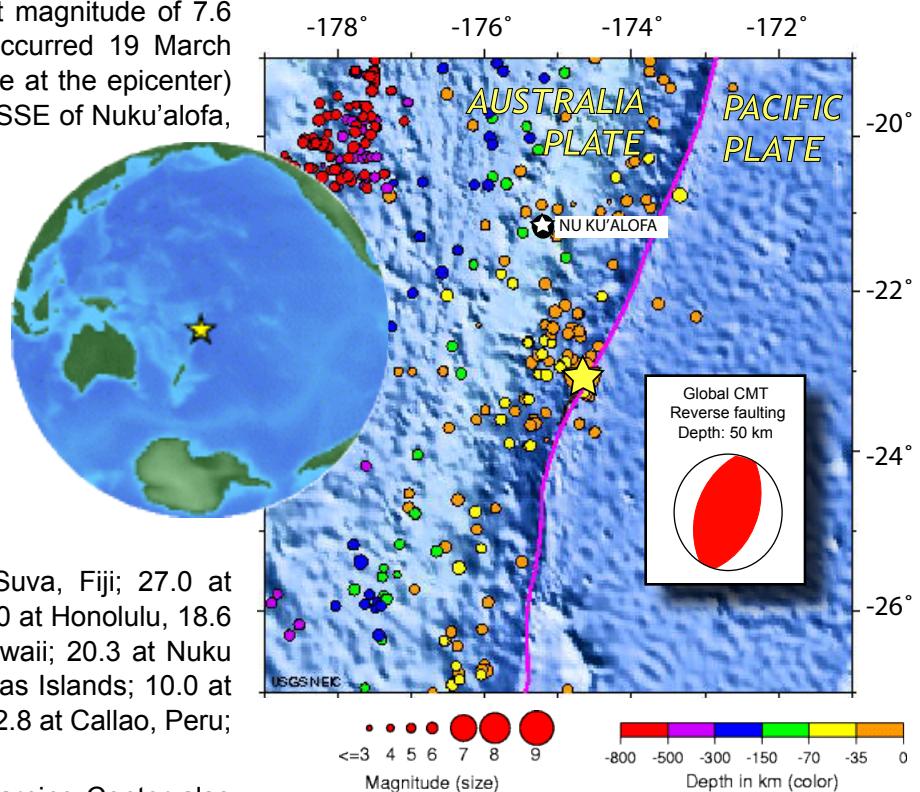 t magnitude of 7.6
occurred 19 March
e at the epicenter)
SSE of Nuku'alofa,
-178° -176° -174° -172°
AUSTRALIA
PLATE
PACIFIC
PLATE
-20°
NU KU'ALOFA
-22°
Global CMT
Reverse faulting
Depth: 50 km
-24°
-26°
USGS NEIC
Suva, Fiji; 27.0 at
0 at Honolulu, 18.6
waii; 20.3 at Nuku
as Islands; 10.0 at
2.8 at Callao, Peru;
<=3 4 5 6 7 8 9
Magnitude (size)
-800 -500 -300 -150 -70 -35 0
Depth in km (color)